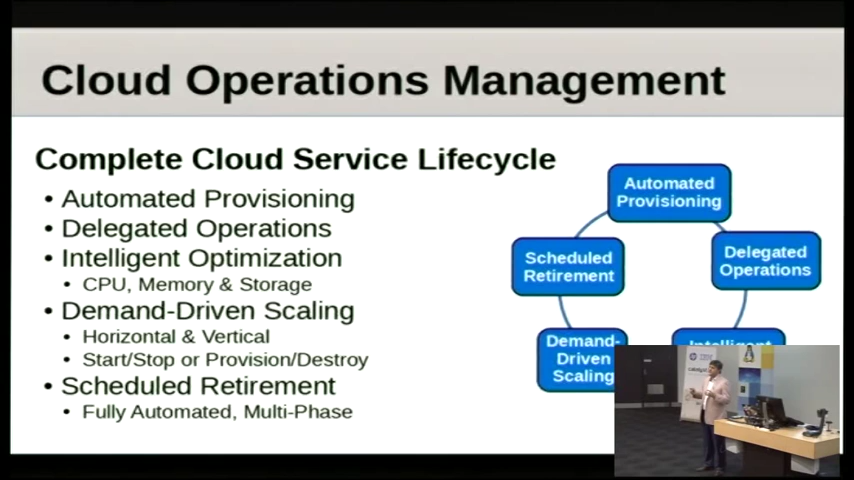 Cloud Operations Management
Complete Cloud Service Lifecycle
• Automated Provisioning
• Delegated Operations
• Intelligent Optimization
• CPU, Memory & Storage
• Demand-Driven Scaling
• Horizontal & Vertical
• Start/Stop or Provision/Destroy
• Scheduled Retirement
• Fully Automated, Multi-Phase
Automated
Provisioning
Delegated
Operations
Intelligent
Demand-
Driven
Scaling
Scheduled
Retirement